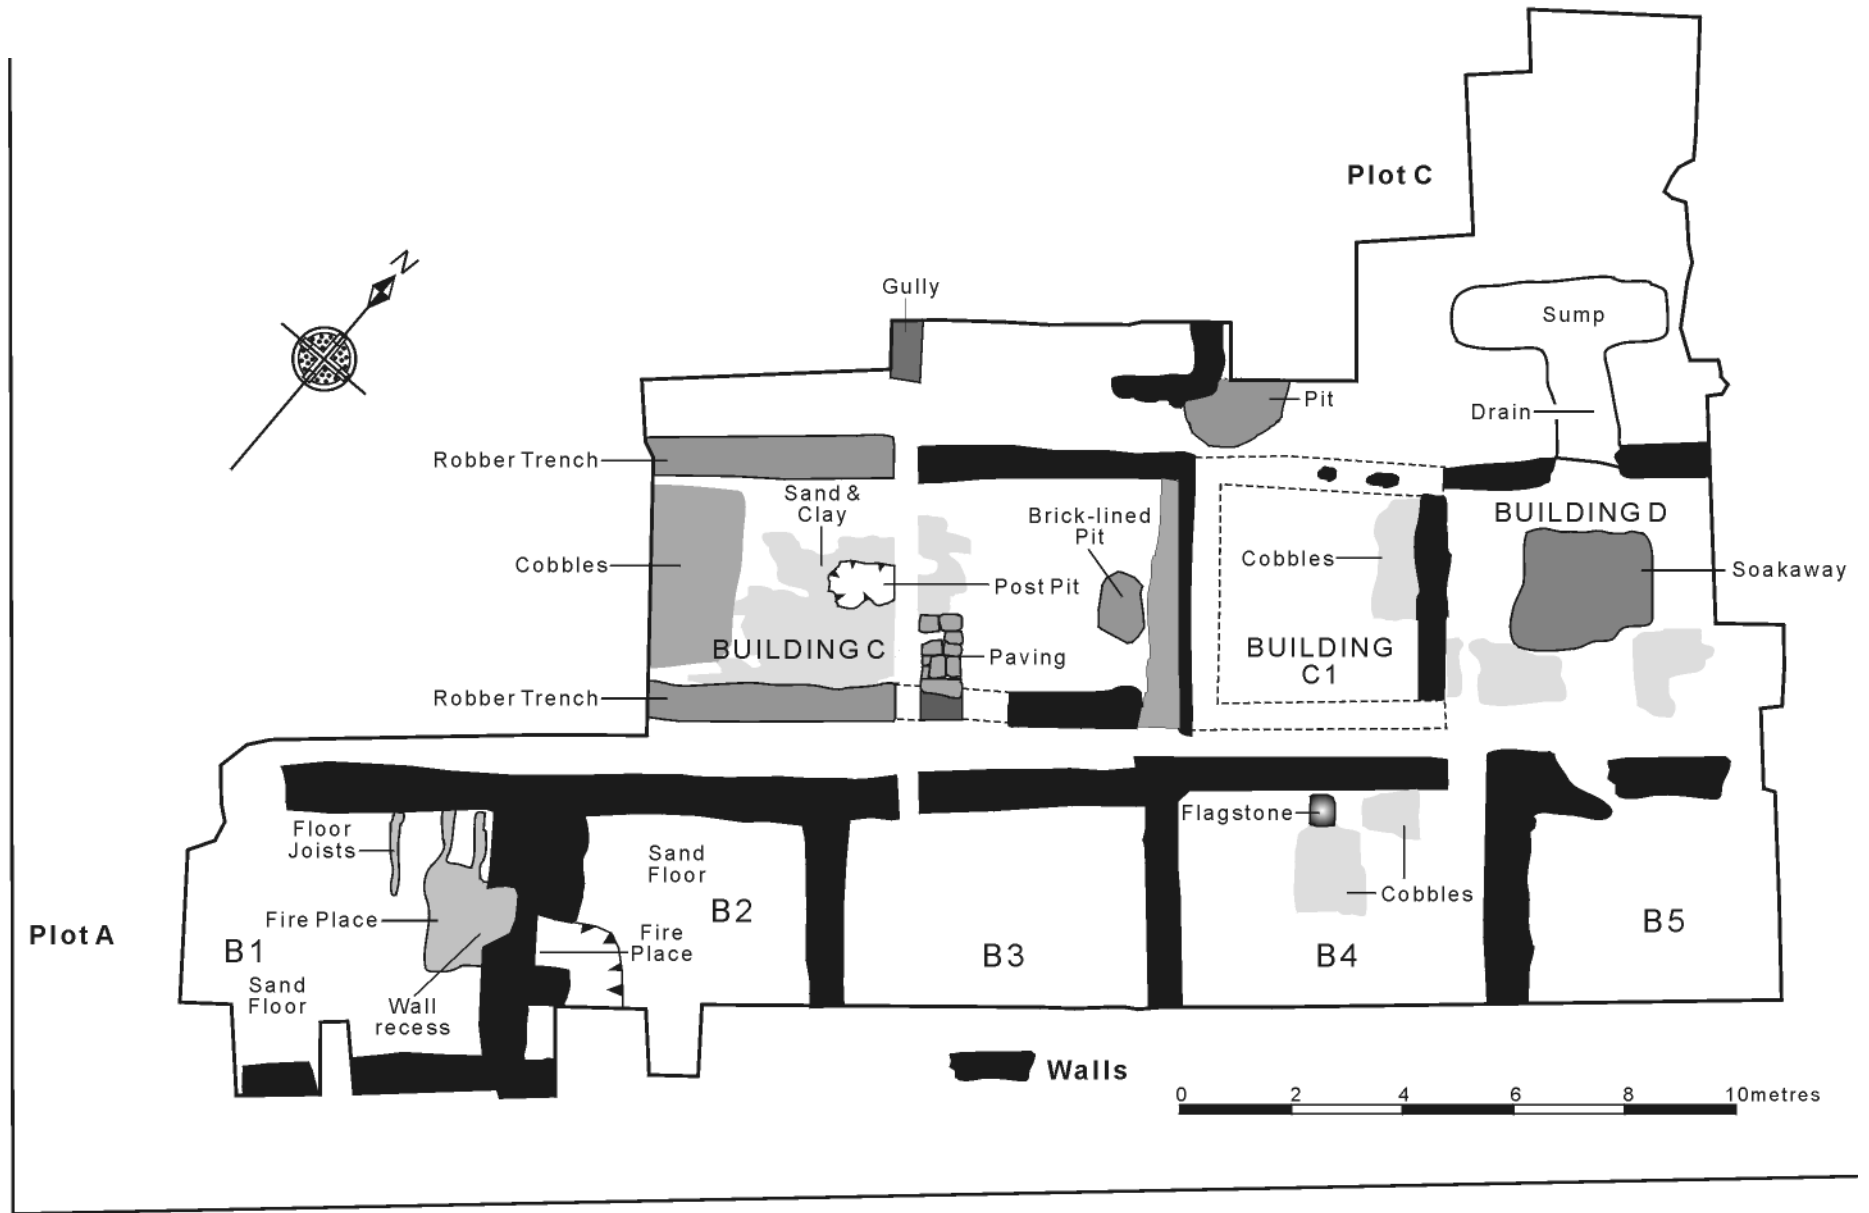 Plot C
N
Gully
Sump
Pit
Drain
Robber Trench
Sand &
Clay
Brick-lined
Pit
BUILDING D
Cobbles
Post Pit
Cobbles
Soakaway
BUILDING C
Paving
BUILDING
C1
Robber Trench
Floor
Joists
Sand
Floor
Flagstone
Fire Place
B2
Cobbles
Plot A
B1
Fire
Place
B3
B4
B5
Sand
Floor
Wall
recess
Walls
0 2 4 6 8 10metres